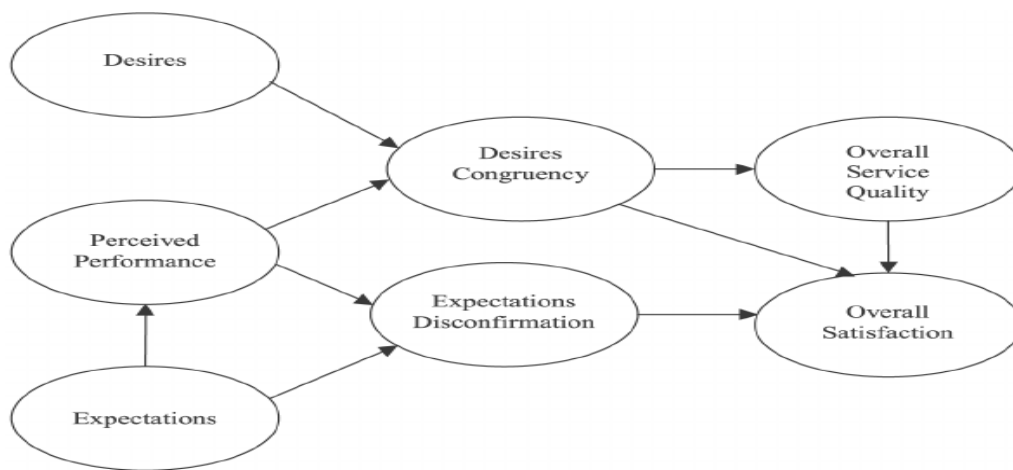 Desires
Desires
Congruency
Overall
Service
Quality
Perceived
Performance
Expectations
Disconfirmation
Overall
Satisfaction
Expectations